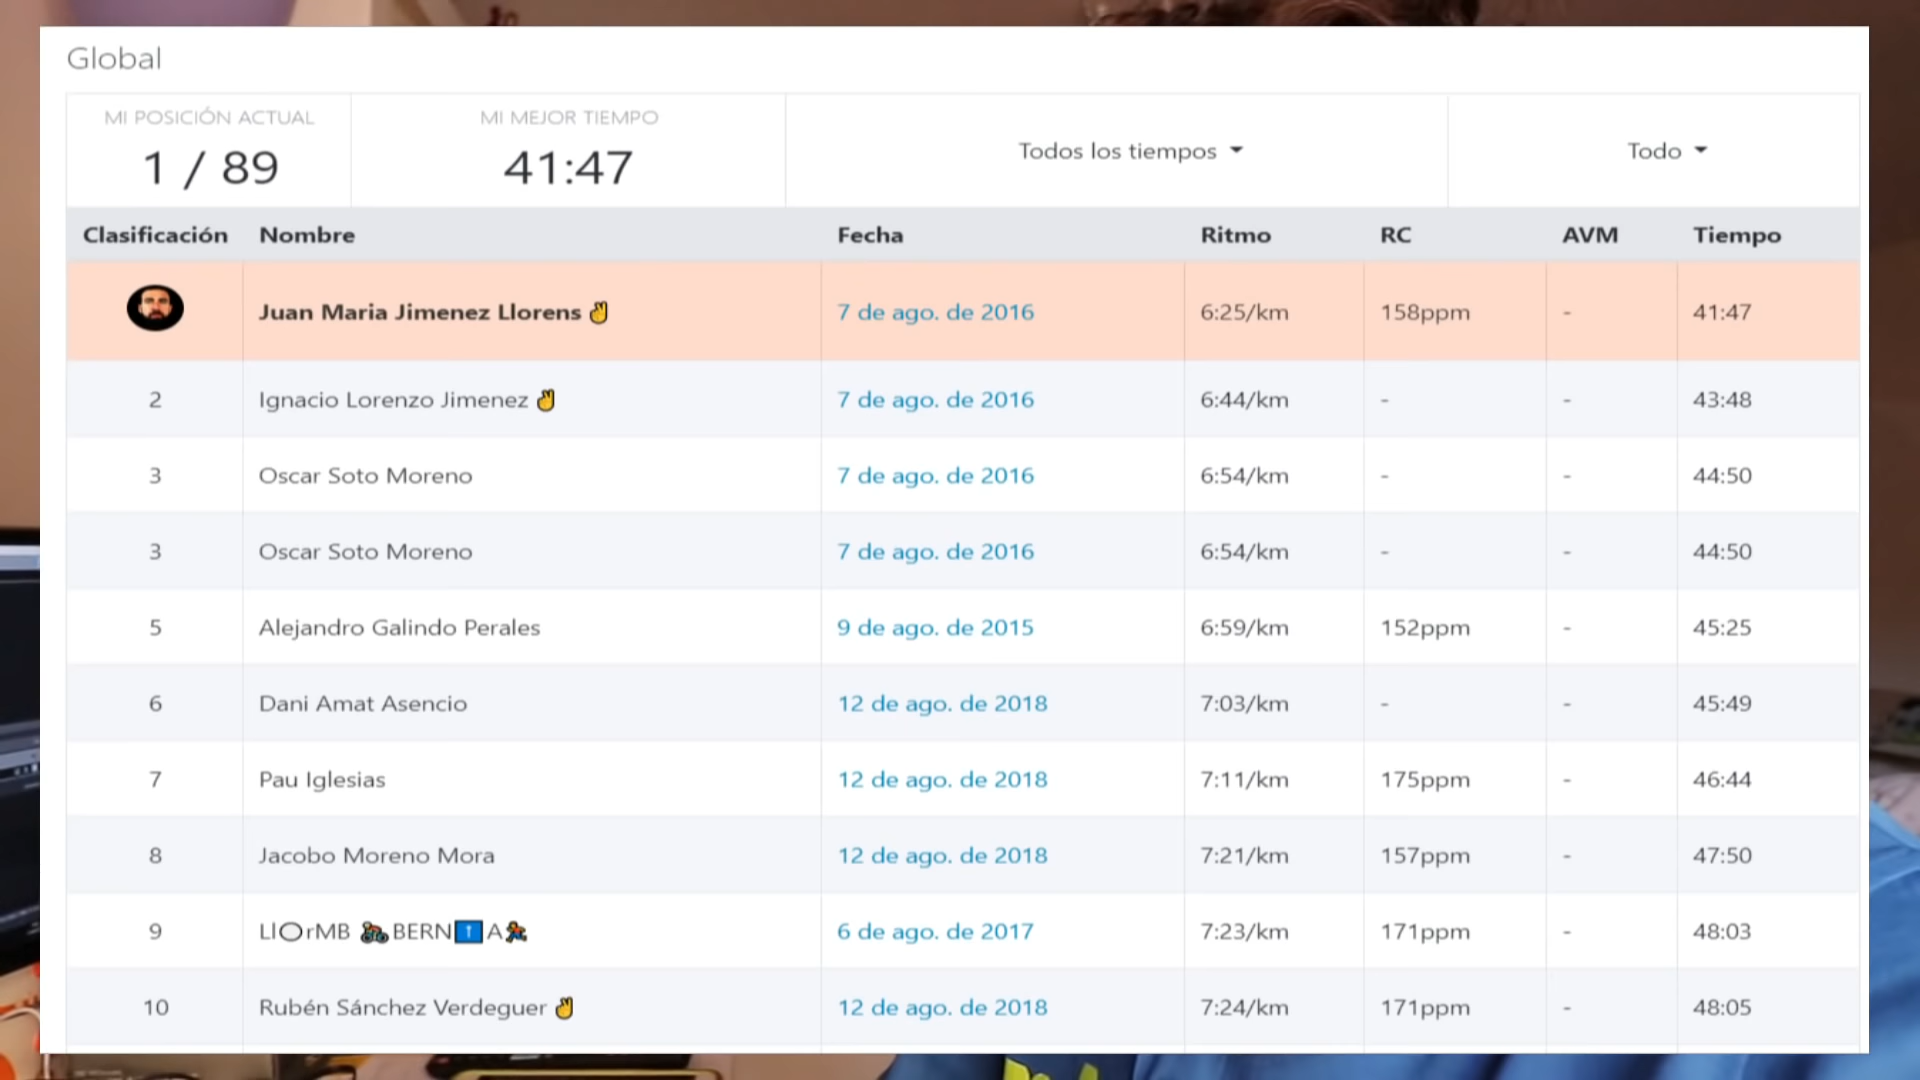 Global
MI POSICIÓN ACTUAL
1 / 89
MI MEJOR TIEMPO
41:47
Todos los tiempos
Todo
Clasificación Nombre Fecha Ritmo RC AVM Tiempo
Juan Maria Jimenez Llorens ✌ 7 de ago. de 2016 6:25/km 158ppm - 41:47
2 Ignacio Lorenzo Jimenez ✌ 7 de ago. de 2016 6:44/km - - 43:48
3 Oscar Soto Moreno 7 de ago. de 2016 6:54/km - - 44:50
3 Oscar Soto Moreno 7 de ago. de 2016 6:54/km - - 44:50
5 Alejandro Galindo Perales 9 de ago. de 2015 6:59/km 152ppm - 45:25
6 Dani Amat Asencio 12 de ago. de 2018 7:03/km - - 45:49
7 Pau Iglesias 12 de ago. de 2018 7:11/km 175ppm - 46:44
8 Jacobo Moreno Mora 12 de ago. de 2018 7:21/km 157ppm - 47:50
9 Ll⭕rMB 🚴BERN⬆A🏃 6 de ago. de 2017 7:23/km 171ppm - 48:03
10 Rubén Sánchez Verdeguer ✌ 12 de ago. de 2018 7:24/km 171ppm - 48:05